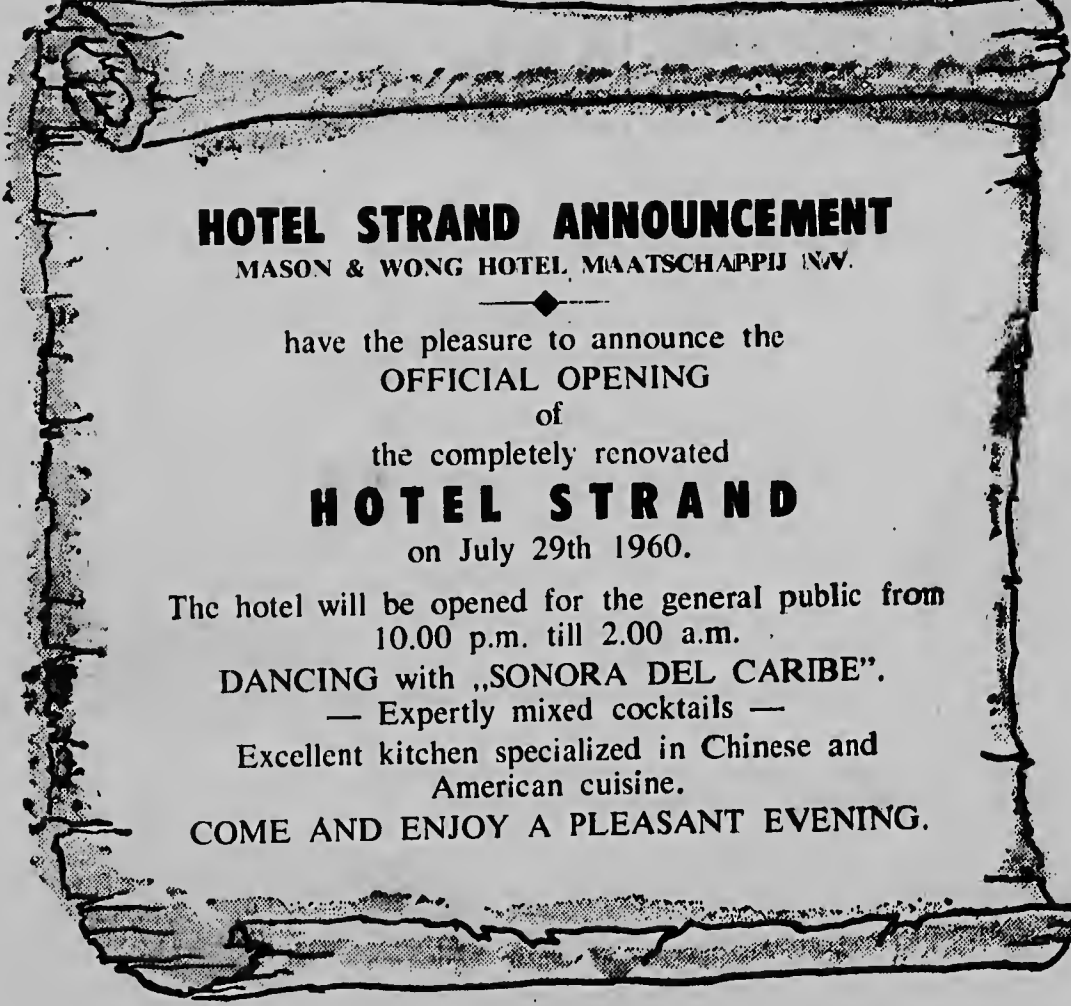 HOTEL STRAND ANNOUNCEMENT
MASON & WONG HOTEL MAATSCHAPPIJ N.V.
have the pleasure to announce the
OFFICIAL OPENING
of
the completely renovated
HOTEL STRAND
on July 29th 1960.
The hotel will be opened for the general public from
10.00 p.m. till 2.00 a.m.
DANCING with „SONORA DEL CARIBE”.
— Expertly mixed cocktails —
Excellent kitchen specialized in Chinese and
American cuisine.
COME AND ENJOY A PLEASANT EVENING.